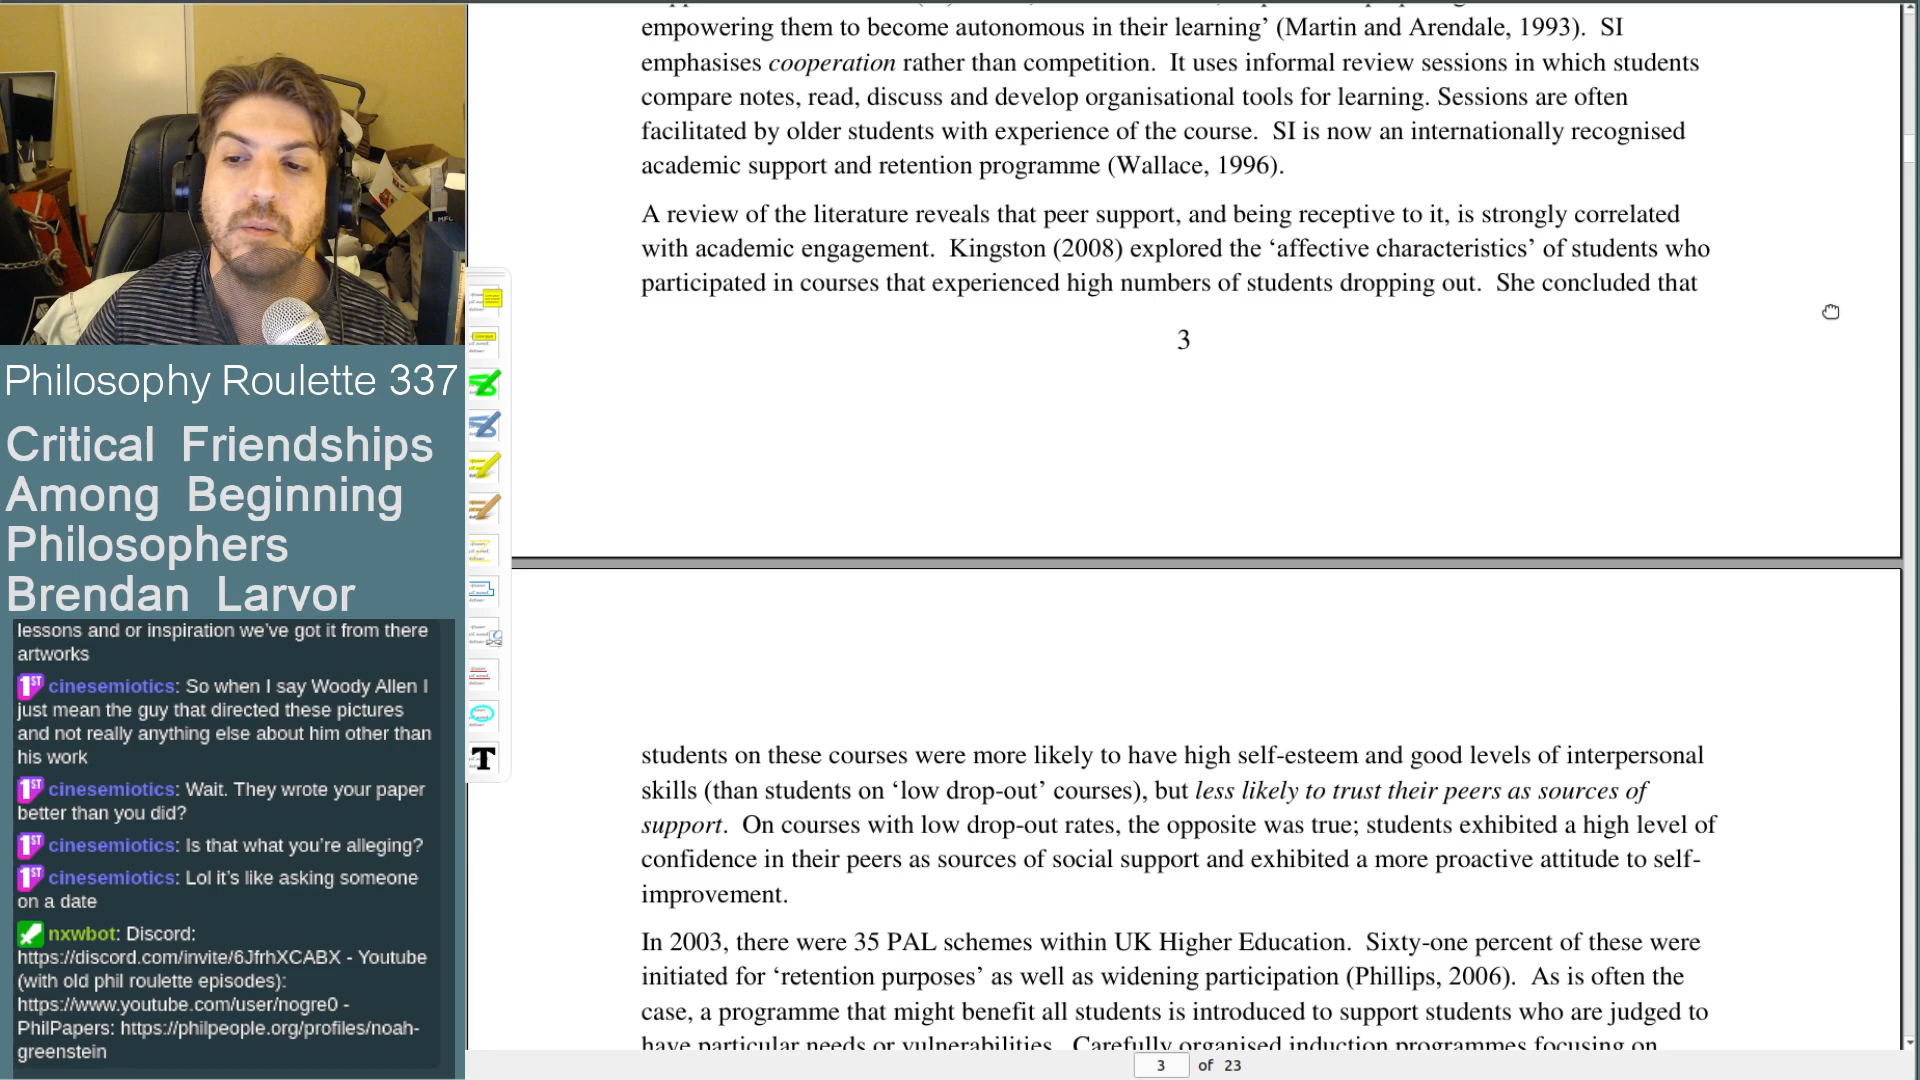 empowering them to become autonomous in their learning’ (Martin and Arendale, 1993). SI
emphasises cooperation rather than competition. It uses informal review sessions in which students
compare notes, read, discuss and develop organisational tools for learning. Sessions are often
facilitated by older students with experience of the course. SI is now an internationally recognised
academic support and retention programme (Wallace, 1996).
A review of the literature reveals that peer support, and being receptive to it, is strongly correlated
with academic engagement. Kingston (2008) explored the ‘affective characteristics’ of students who
participated in courses that experienced high numbers of students dropping out. She concluded that
3
students on these courses were more likely to have high self-esteem and good levels of interpersonal
skills (than students on ‘low drop-out’ courses), but less likely to trust their peers as sources of
support. On courses with low drop-out rates, the opposite was true; students exhibited a high level of
confidence in their peers as sources of social support and exhibited a more proactive attitude to self-
improvement.
In 2003, there were 35 PAL schemes within UK Higher Education. Sixty-one percent of these were
initiated for ‘retention purposes’ as well as widening participation (Phillips, 2006). As is often the
case, a programme that might benefit all students is introduced to support students who are judged to
have particular needs or vulnerabilities. Carefully organised induction programmes focusing on
3 of 23
Philosophy Roulette 337
Critical Friendships
Among Beginning
Philosophers
Brendan Larvor
lessons and or inspiration we’ve got it from there
artworks
1ST cinesemiotics: So when I say Woody Allen I
just mean the guy that directed these pictures
and not really anything else about him other than
his work
1ST cinesemiotics: Wait. They wrote your paper
better than you did?
1ST cinesemiotics: Is that what you’re alleging?
1ST cinesemiotics: Lol it’s like asking someone
on a date
nxwbot: Discord:
https://discord.com/invite/6JfrhXCABX - Youtube
(with old phil roulette episodes):
https://www.youtube.com/user/nogre0 -
PhilPapers: https://philpeople.org/profiles/noah-
greenstein
T